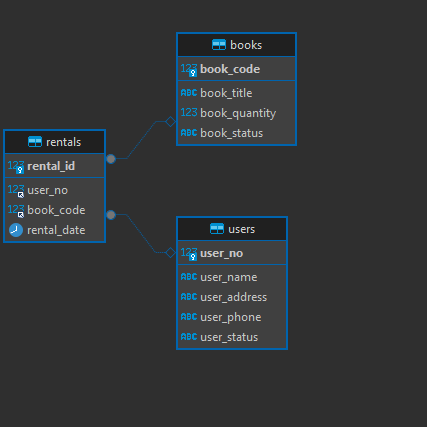 books
123 book_code
ABC book_title
123 book_quantity
ABC book_status
rentals
123 rental_id
123 user_no
123 book_code
rental_date
users
123 user_no
ABC user_name
ABC user_address
ABC user_phone
ABC user_status